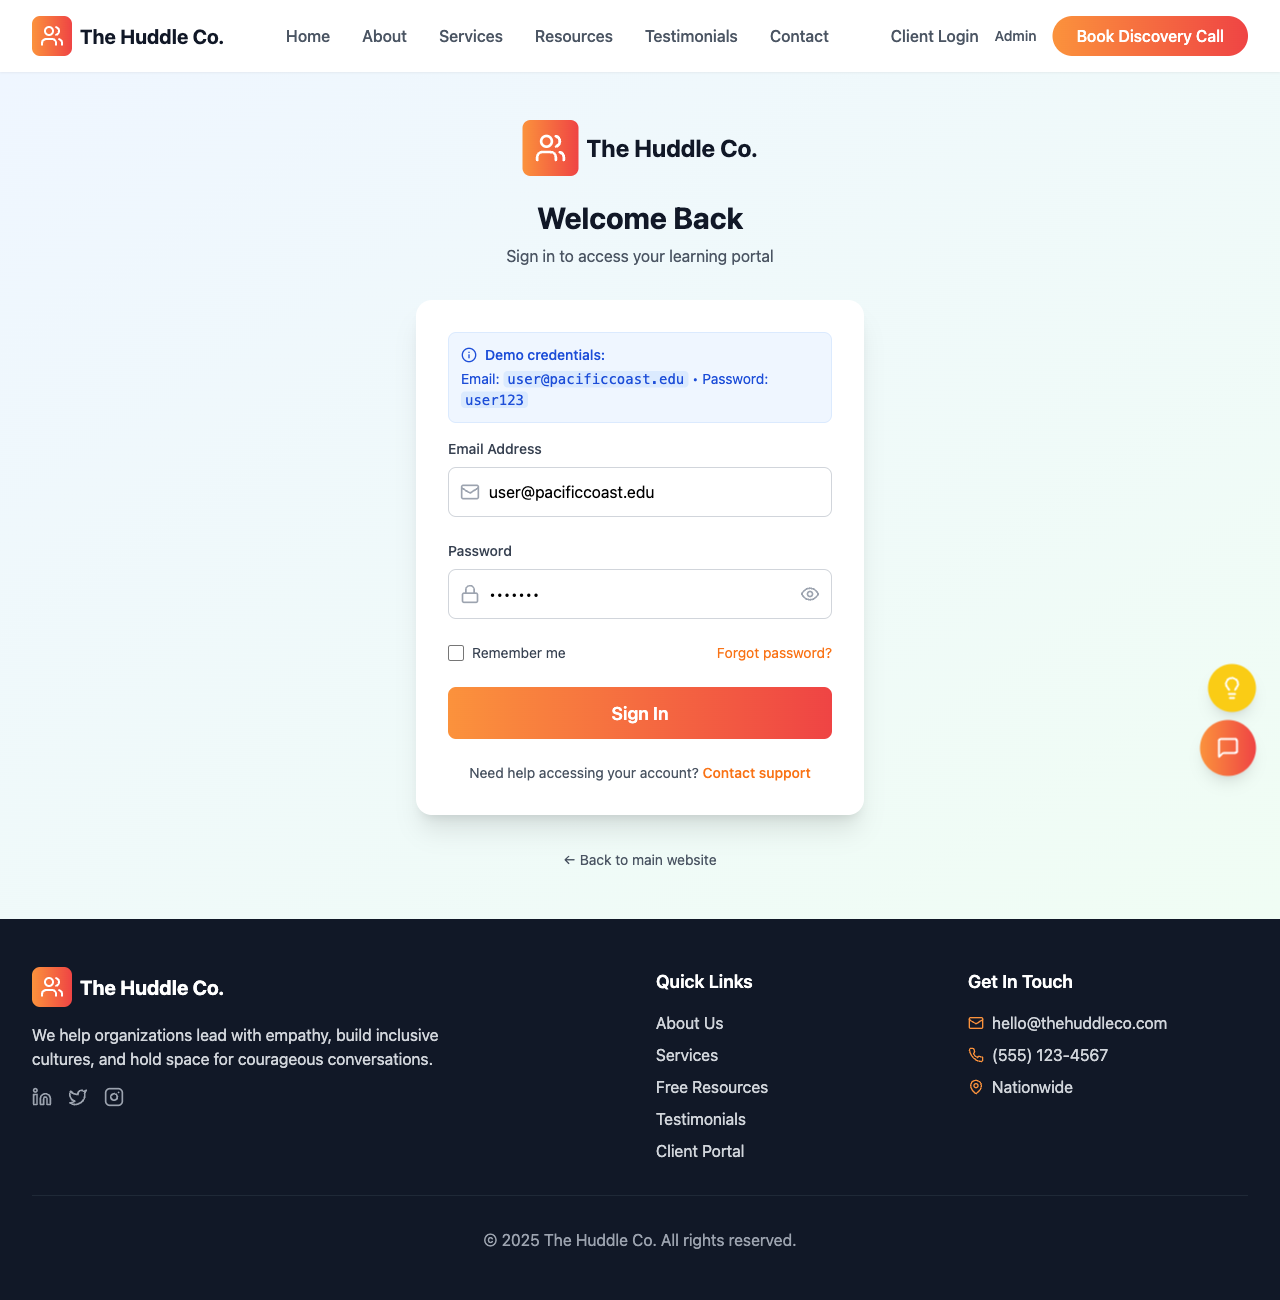 The Huddle Co.
Home
About
Services
Resources
Testimonials
Contact
Client Login
Admin
Book Discovery Call
The Huddle Co.
Welcome Back
Sign in to access your learning portal
Demo credentials:
Email: user@pacificcoast.edu • Password:
user123
Email Address
user@pacificcoast.edu
Password
•••••••
Remember me
Forgot password?
Sign In
Need help accessing your account? Contact support
← Back to main website
The Huddle Co.
We help organizations lead with empathy, build inclusive
cultures, and hold space for courageous conversations.
Quick Links
About Us
Services
Free Resources
Testimonials
Client Portal
Get In Touch
hello@thehuddleco.com
(555) 123-4567
Nationwide
© 2025 The Huddle Co. All rights reserved.